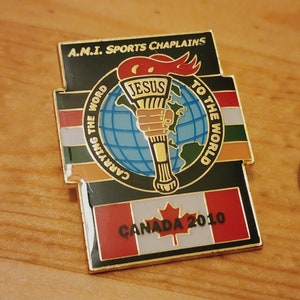 A.M.I. SPORTS CHAPLAINS
JESUS
CARRYING THE WORD
TO THE WORLD
CANADA 2010